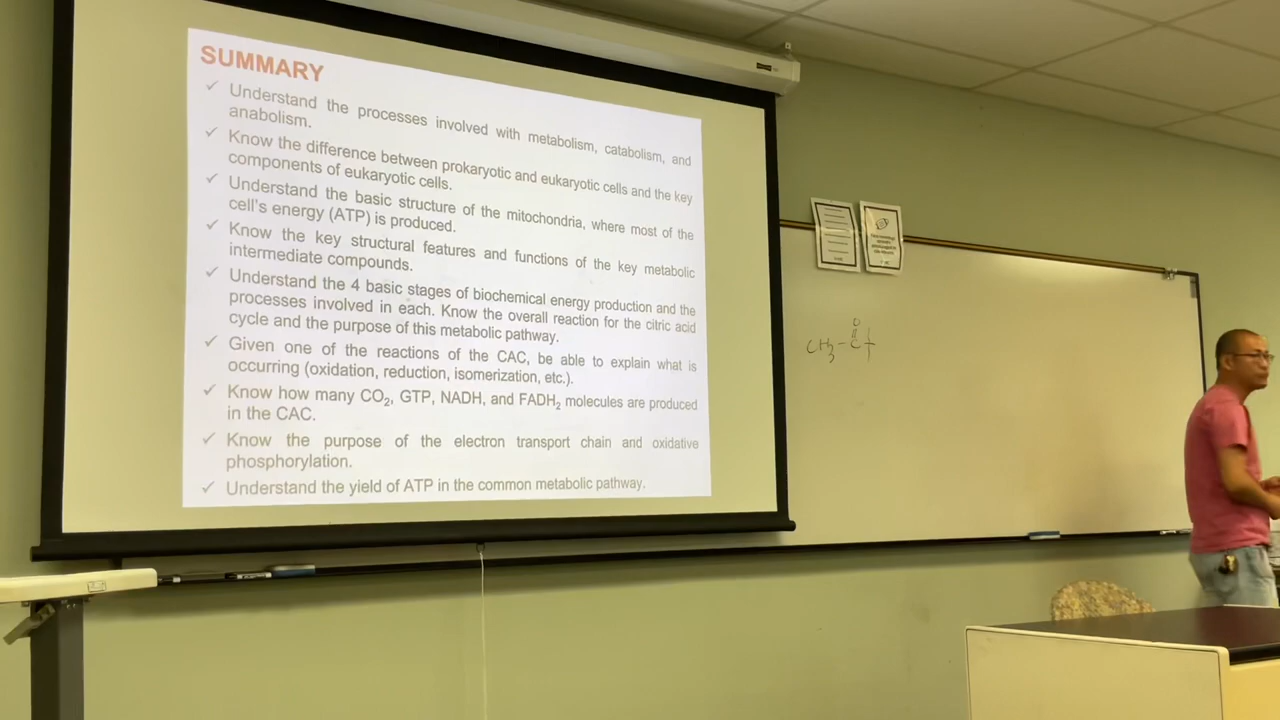 SUMMARY
✓ Understand the processes involved with metabolism, catabolism, and
anabolism.
✓ Know the difference between prokaryotic and eukaryotic cells and the key
components of eukaryotic cells.
✓ Understand the basic structure of the mitochondria, where most of the
cell's energy (ATP) is produced.
✓ Know the key structural features and functions of the key metabolic
intermediate compounds.
✓ Understand the 4 basic stages of biochemical energy production and the
processes involved in each. Know the overall reaction for the citric acid
cycle and the purpose of this metabolic pathway.
✓ Given one of the reactions of the CAC, be able to explain what is
occurring (oxidation, reduction, isomerization, etc.).
✓ Know how many CO₂, GTP, NADH, and FADH₂ molecules are produced
in the CAC.
✓ Know the purpose of the electron transport chain and oxidative
phosphorylation.
✓ Understand the yield of ATP in the common metabolic pathway.
O
CH₃-C